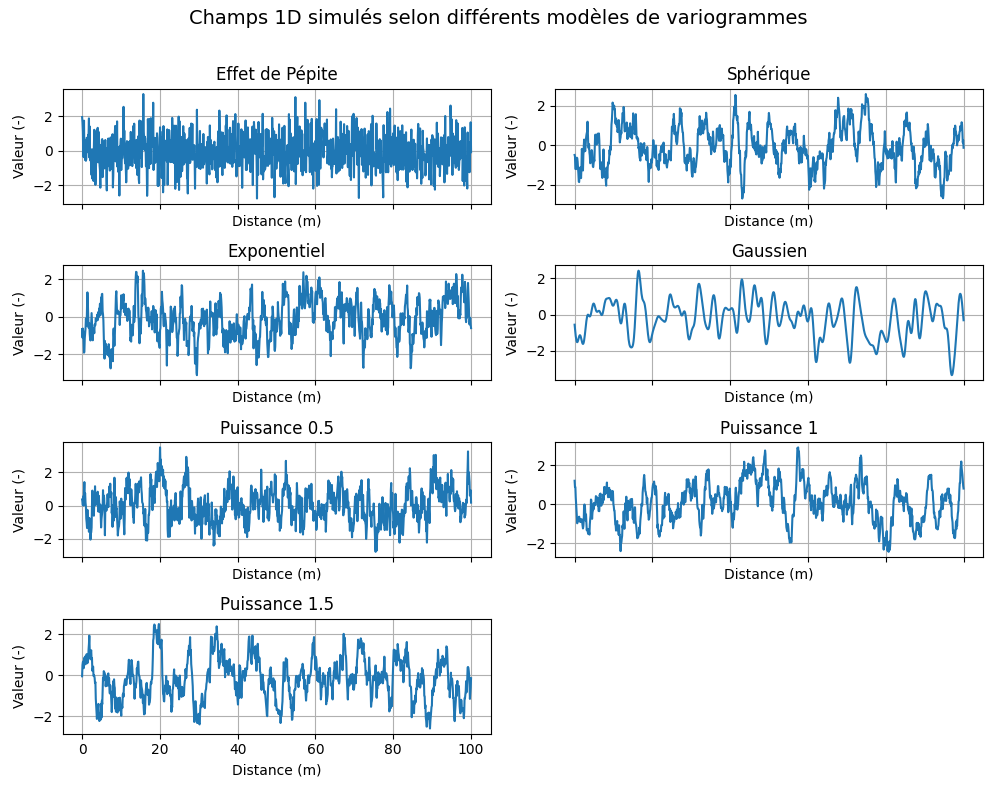 Champs 1D simulés selon différents modèles de variogrammes
Effet de Pépite
Valeur (-)
2
0
−2
Distance (m)
Sphérique
Valeur (-)
2
0
−2
Distance (m)
Exponentiel
Valeur (-)
2
0
−2
Distance (m)
Gaussien
Valeur (-)
2
0
−2
Distance (m)
Puissance 0.5
Valeur (-)
2
0
−2
Distance (m)
Puissance 1
Valeur (-)
2
0
−2
Distance (m)
Puissance 1.5
Valeur (-)
2
0
−2
0 20 40 60 80 100
Distance (m)